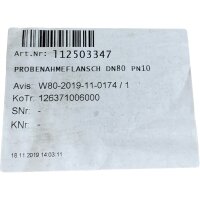 Art.Nr: 112503347
PROBENAHMEFLANSCH DN80 PN10
Avis: W80-2019-11-0174 / 1
KoTr: 126371006000
SNr: -
KNr: -
18.11.2019 14:03:11